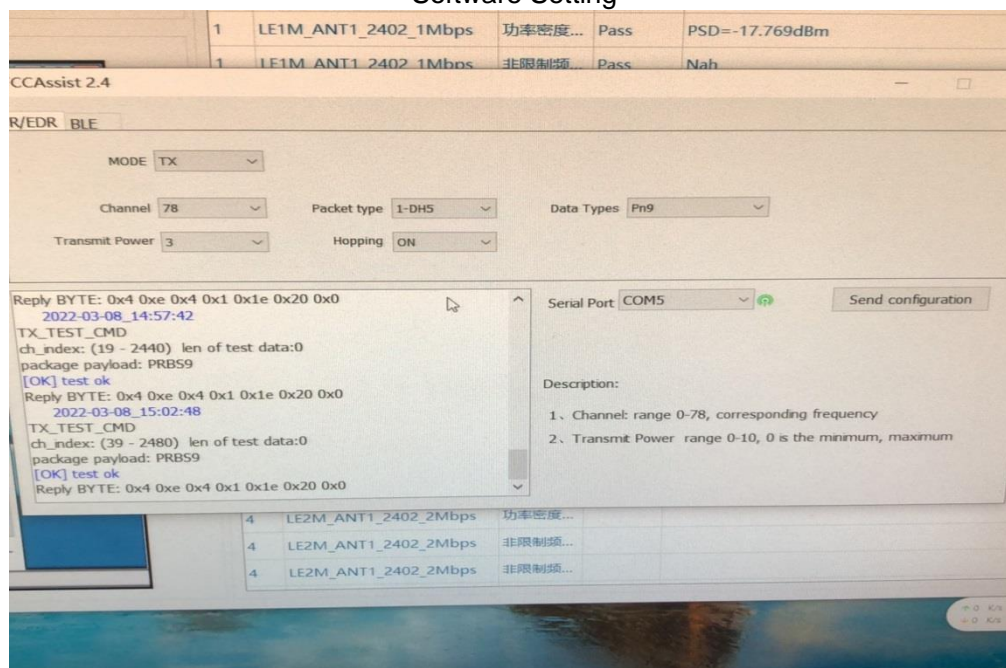 Software Setting
1 LE1M_ANT1_2402_1Mbps 功率密度... Pass PSD=-17.769dBm
1 LE1M_ANT1_2402_1Mbps 非限制频... Pass Nah
CCAssist 2.4
R/EDR BLE
MODE TX
Channel 78 Packet type 1-DH5 Data Types Pn9
Transmit Power 3 Hopping ON
Reply BYTE: 0x4 0xe 0x4 0x1 0x1e 0x20 0x0
2022-03-08_14:57:42
TX_TEST_CMD
ch_index: (19 - 2440) len of test data:0
package payload: PRBS9
[OK] test ok
Reply BYTE: 0x4 0xe 0x4 0x1 0x1e 0x20 0x0
2022-03-08_15:02:48
TX_TEST_CMD
ch_index: (39 - 2480) len of test data:0
package payload: PRBS9
[OK] test ok
Reply BYTE: 0x4 0xe 0x4 0x1 0x1e 0x20 0x0
Serial Port COM5 Send configuration
Description:
1、Channel: range 0-78, corresponding frequency
2、Transmit Power range 0-10, 0 is the minimum, maximum
4 LE2M_ANT1_2402_2Mbps 功率密度...
4 LE2M_ANT1_2402_2Mbps 非限制频...
4 LE2M_ANT1_2402_2Mbps 非限制频...
0 K/s
0 K/s